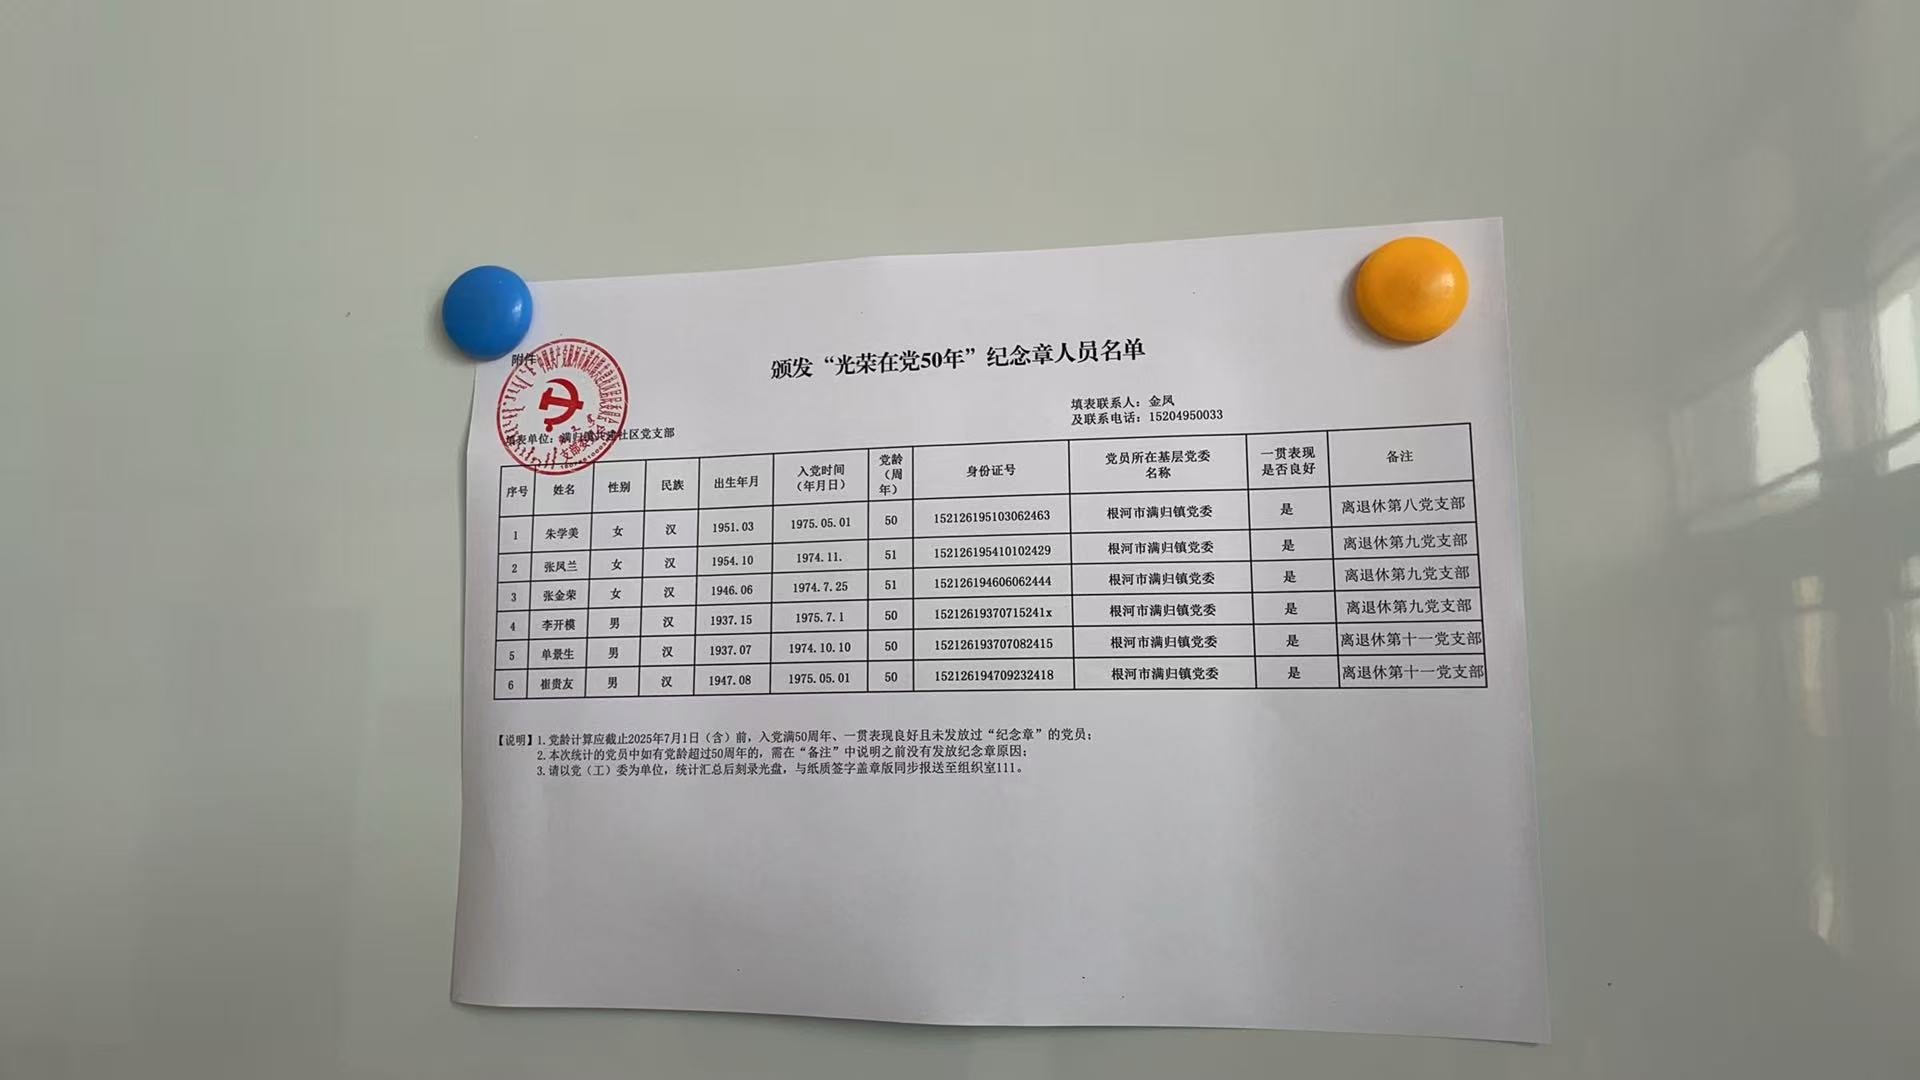 附件
颁发“光荣在党50年”纪念章人员名单
填表联系人：金凤
及联系电话：15204950033
填表单位：满归镇共建社区党支部
序号 姓名 性别 民族 出生年月 入党时间（年月日） 党龄（周年） 身份证号 党员所在基层党委名称 一贯表现是否良好 备注
1 朱学美 女 汉 1951.03 1975.05.01 50 152126195103062463 根河市满归镇党委 是 离退休第八党支部
2 张凤兰 女 汉 1954.10 1974.11. 51 152126195410102429 根河市满归镇党委 是 离退休第九党支部
3 张金荣 女 汉 1946.06 1974.7.25 51 152126194606062444 根河市满归镇党委 是 离退休第九党支部
4 李开模 男 汉 1937.15 1975.7.1 50 15212619370715241x 根河市满归镇党委 是 离退休第九党支部
5 单景生 男 汉 1937.07 1974.10.10 50 152126193707082415 根河市满归镇党委 是 离退休第十一党支部
6 崔贵友 男 汉 1947.08 1975.05.01 50 152126194709232418 根河市满归镇党委 是 离退休第十一党支部
【说明】1.党龄计算应截止2025年7月1日（含）前，入党满50周年、一贯表现良好且未发放过“纪念章”的党员；
2.本次统计的党员中如有党龄超过50周年的，需在“备注”中说明之前没有发放纪念章原因；
3.请以党（工）委为单位，统计汇总后刻录光盘，与纸质签字盖章版同步报送至组织室111。